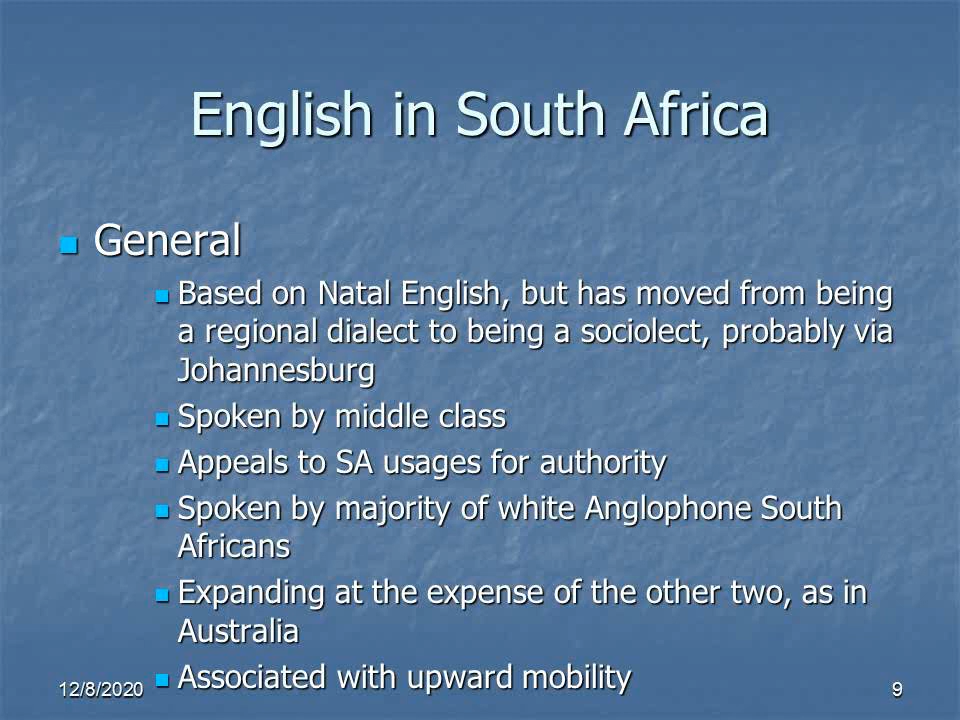 English in South Africa
General
Based on Natal English, but has moved from being
a regional dialect to being a sociolect, probably via
Johannesburg
Spoken by middle class
Appeals to SA usages for authority
Spoken by majority of white Anglophone South
Africans
Expanding at the expense of the other two, as in
Australia
Associated with upward mobility
12/8/2020
9